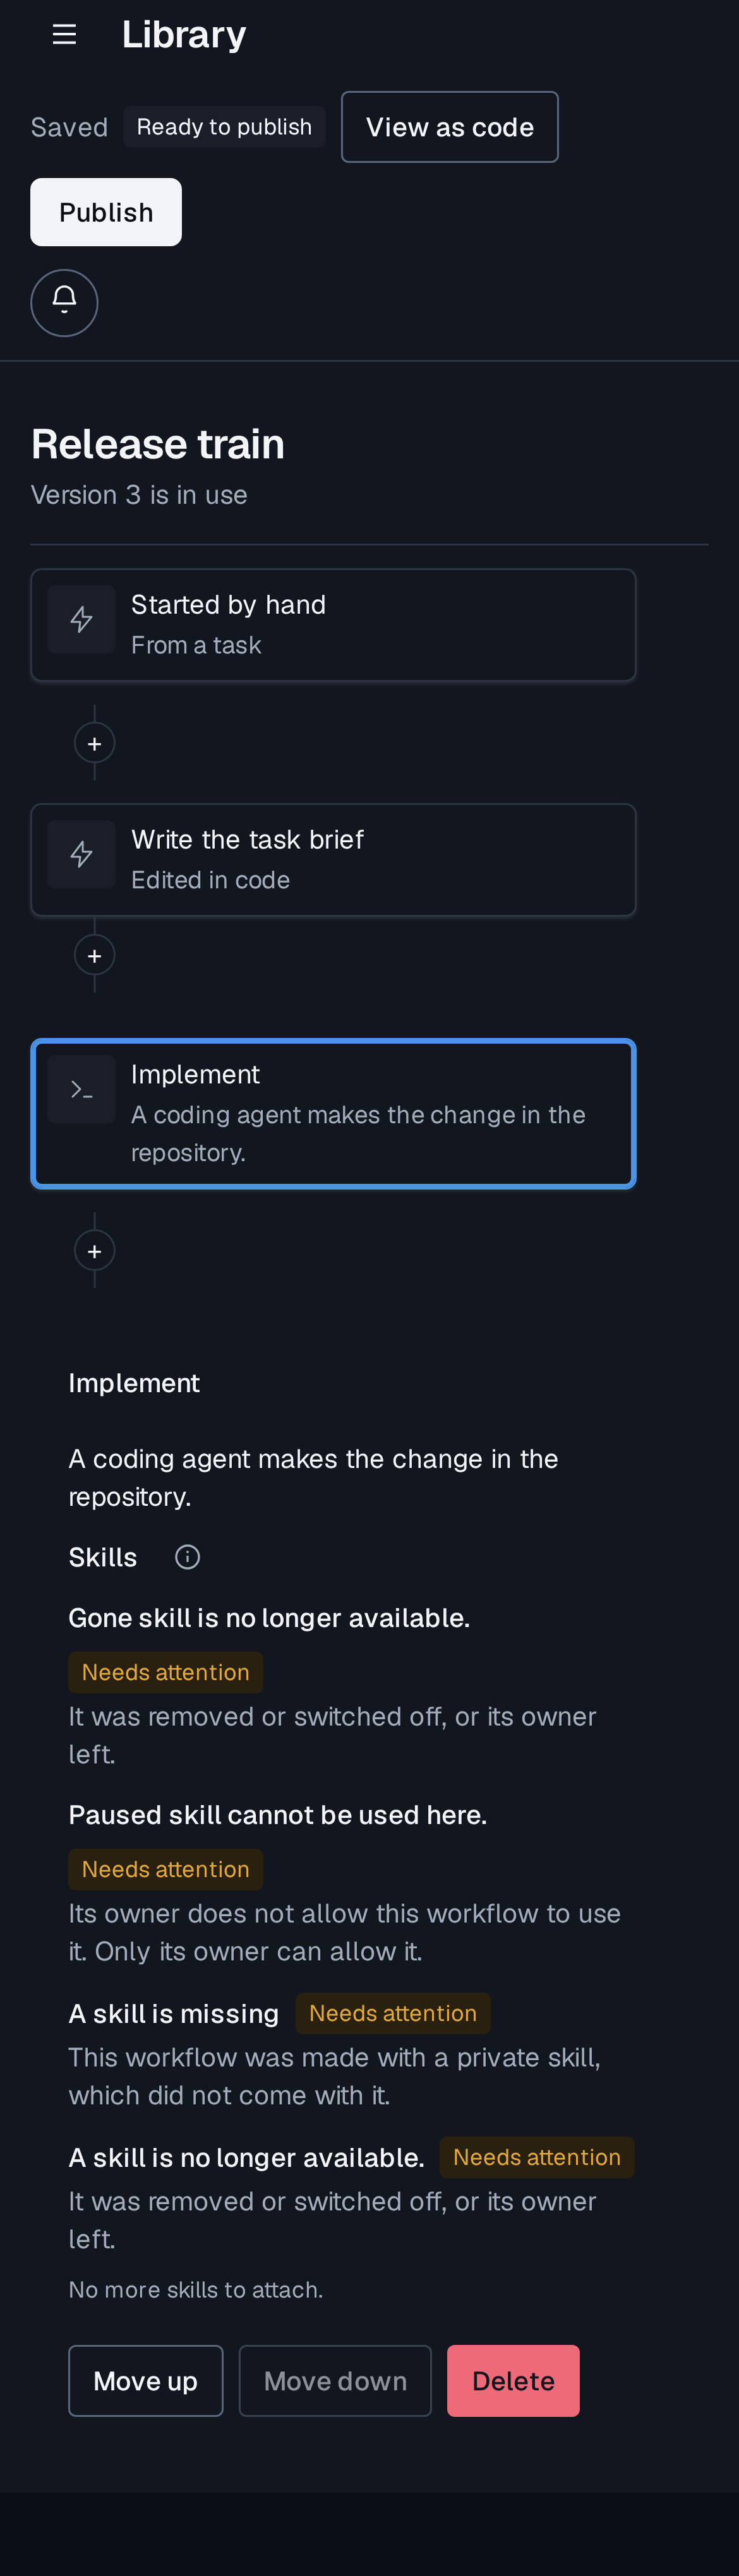 Library
Saved
Ready to publish
View as code
Publish
Release train
Version 3 is in use
Started by hand
From a task
+
Write the task brief
Edited in code
+
Implement
A coding agent makes the change in the
repository.
+
Implement
A coding agent makes the change in the
repository.
Skills
Gone skill is no longer available.
Needs attention
It was removed or switched off, or its owner
left.
Paused skill cannot be used here.
Needs attention
Its owner does not allow this workflow to use
it. Only its owner can allow it.
A skill is missing Needs attention
This workflow was made with a private skill,
which did not come with it.
A skill is no longer available. Needs attention
It was removed or switched off, or its owner
left.
No more skills to attach.
Move up Move down Delete